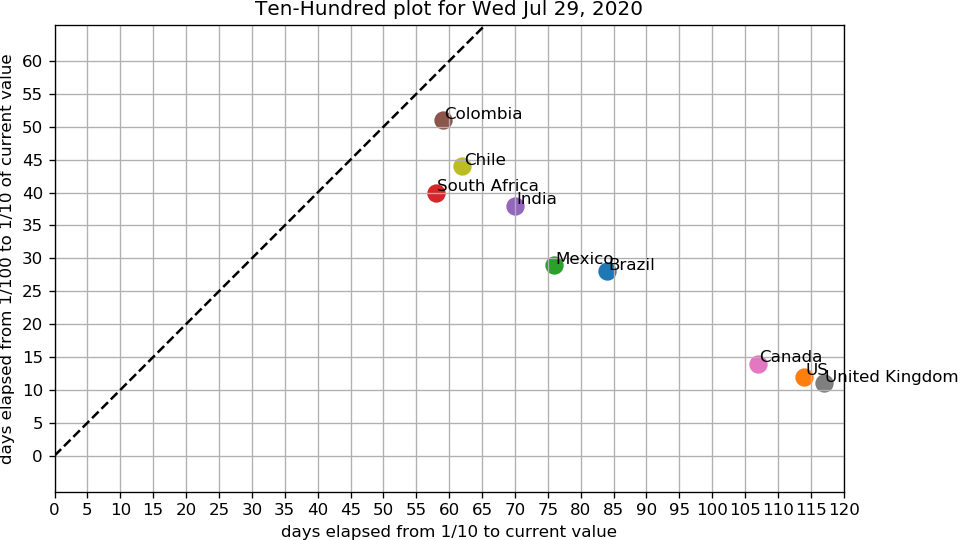 Ten-Hundred plot for Wed Jul 29, 2020
days elapsed from 1/100 to 1/10 of current value
60
55
50
45
40
35
30
25
20
15
10
5
0
Colombia
Chile
South Africa
India
Mexico
Brazil
Canada
US
United Kingdom
0 5 10 15 20 25 30 35 40 45 50 55 60 65 70 75 80 85 90 95 100 105 110 115 120
days elapsed from 1/10 to current value